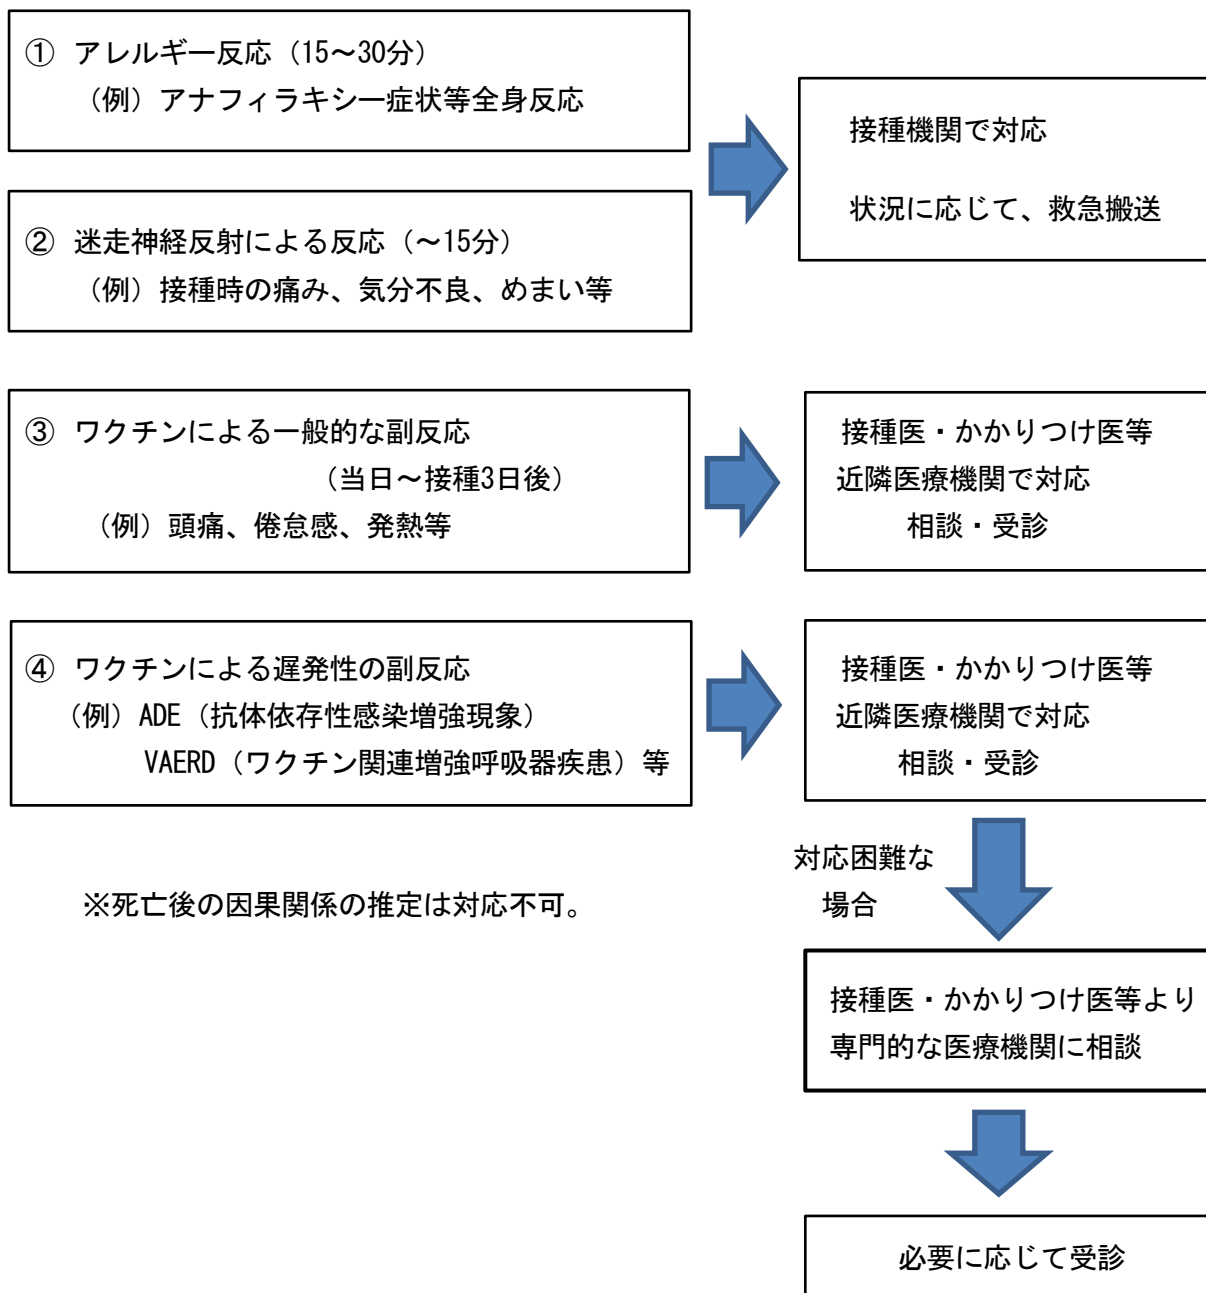 ① アレルギー反応（15～30分）
（例）アナフィラキシー症状等全身反応
接種機関で対応
状況に応じて、救急搬送
② 迷走神経反射による反応（～15分）
（例）接種時の痛み、気分不良、めまい等
③ ワクチンによる一般的な副反応
（当日～接種3日後）
（例）頭痛、倦怠感、発熱等
接種医・かかりつけ医等
近隣医療機関で対応
相談・受診
④ ワクチンによる遅発性の副反応
（例）ADE（抗体依存性感染増強現象）
VAERD（ワクチン関連増強呼吸器疾患）等
接種医・かかりつけ医等
近隣医療機関で対応
相談・受診
対応困難な
場合
※死亡後の因果関係の推定は対応不可。
接種医・かかりつけ医等より
専門的な医療機関に相談
必要に応じて受診